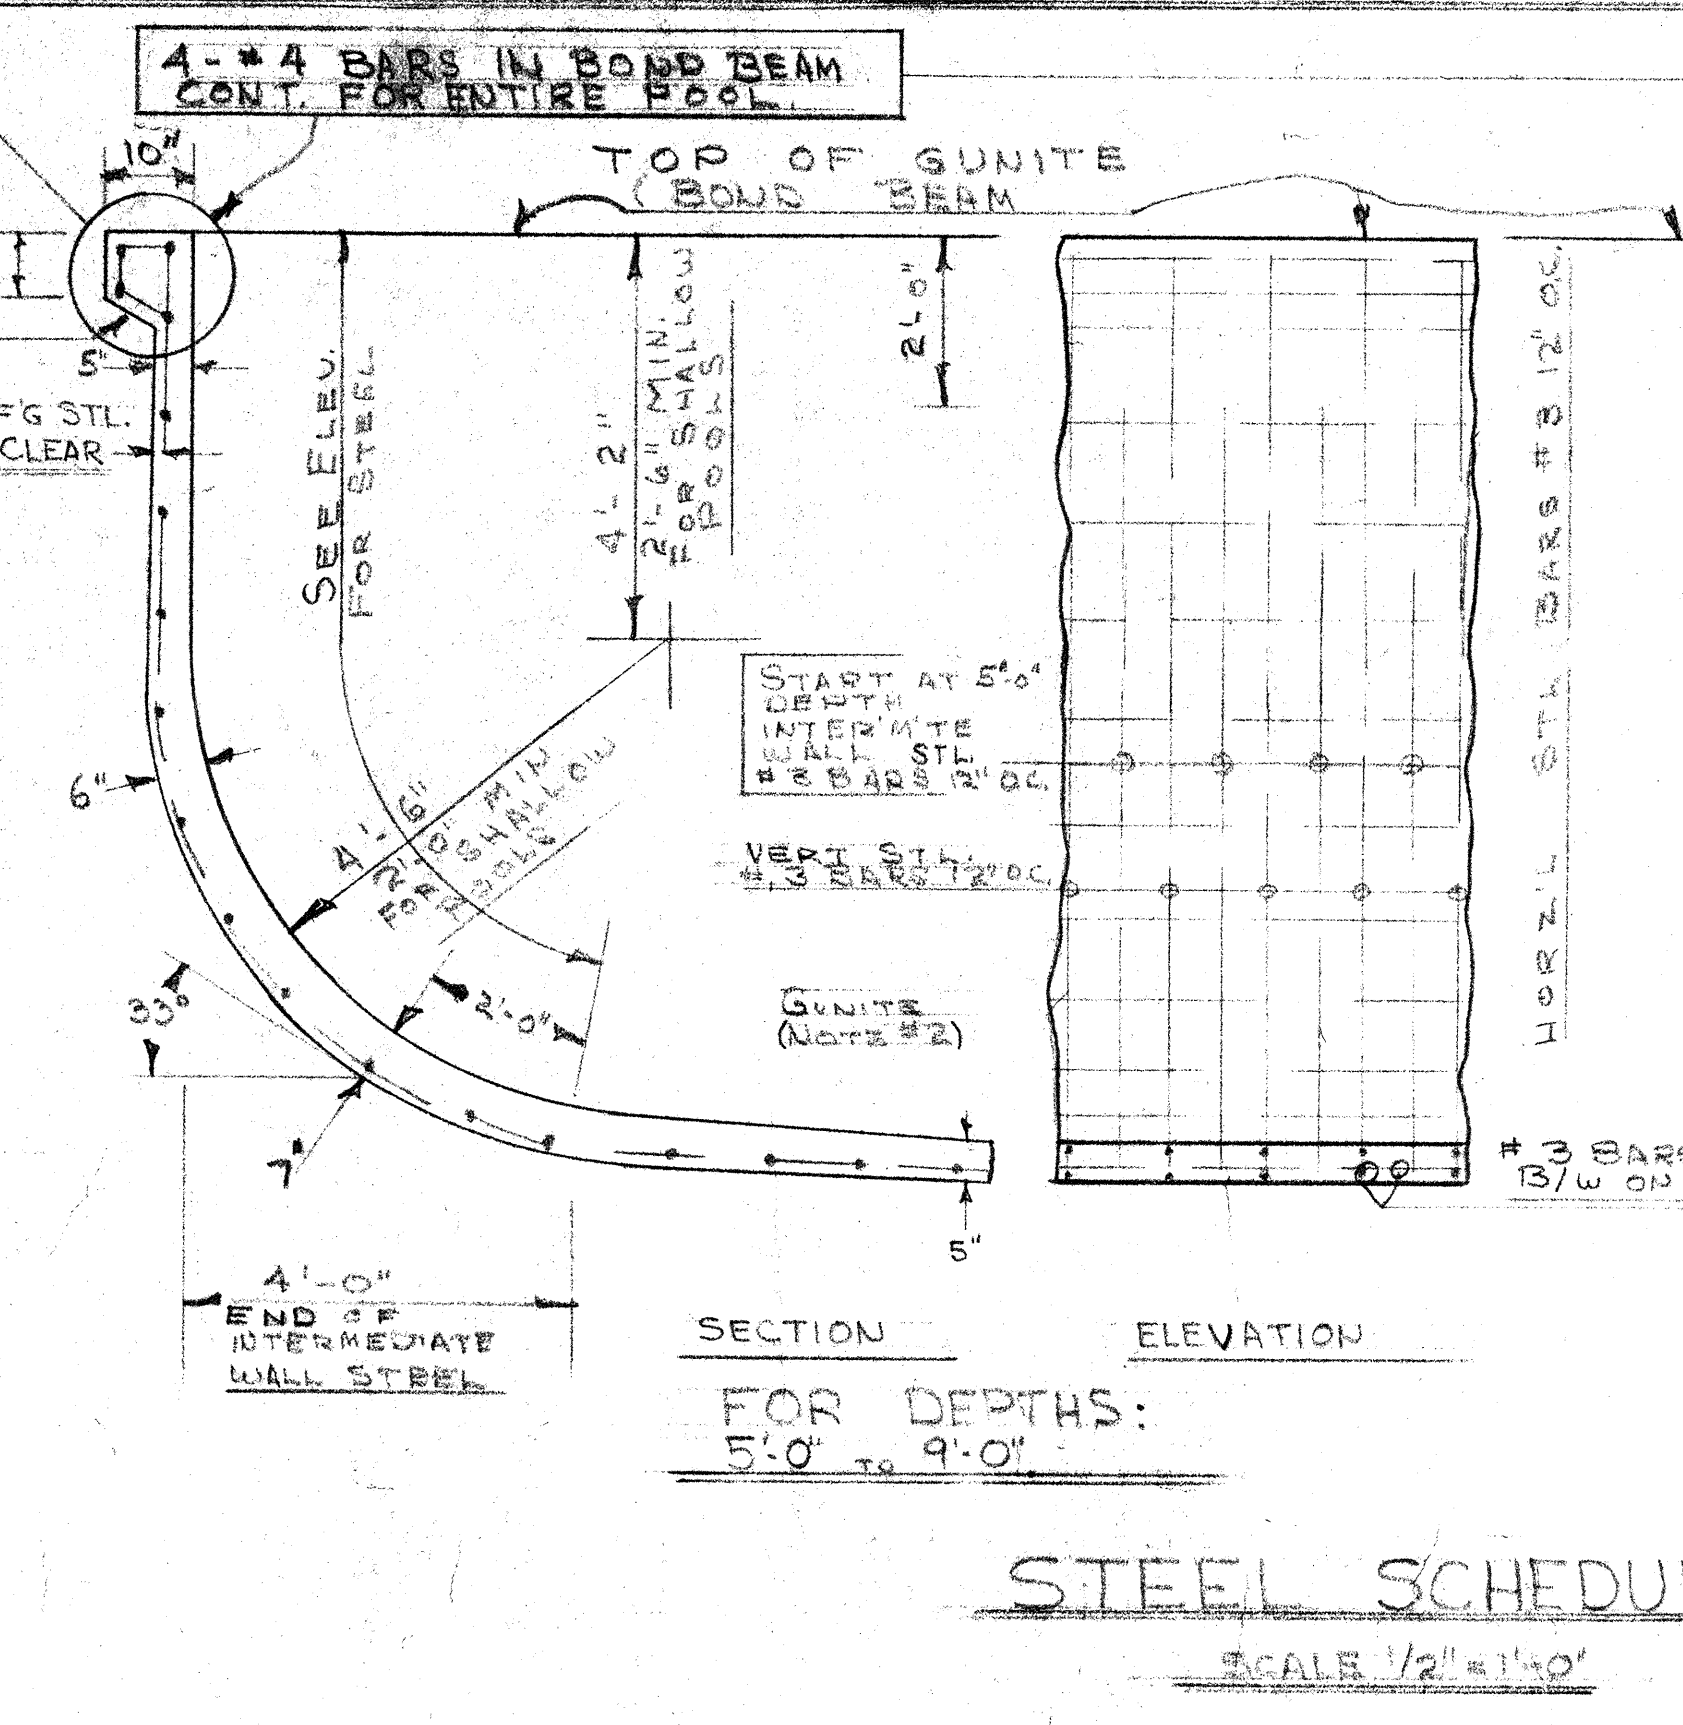 4 - # 4 BARS IN BOND BEAM
CONT. FOR ENTIRE POOL.
10"
TOP OF GUNITE
(BOND BEAM
5"
F'G STL.
CLEAR
SEE ELEV.
FOR STEEL
4'-2"
2'-6" MIN.
FOR SHALLOW
POOLS
2'-0"
HORZ'L STL BARS #3 12" O.C.
START AT 5'-0"
DEPTH
INTER'M'TE
WALL STL
# 3 BARS 12" O.C.
VERT STL.
#3 BARS 12" O.C.
6"
4'-6"
2'-0" MIN
FOR SHALLOW
POOLS
33°
2'-0"
GUNITE
(NOTE #2)
7"
5"
# 3 BARS
B/W ON
4'-0"
END OF
INTERMEDIATE
WALL STEEL
SECTION
ELEVATION
FOR DEPTHS:
5'-0" TO 9'-0"
STEEL SCHEDU
SCALE 1/2" = 1'-0"